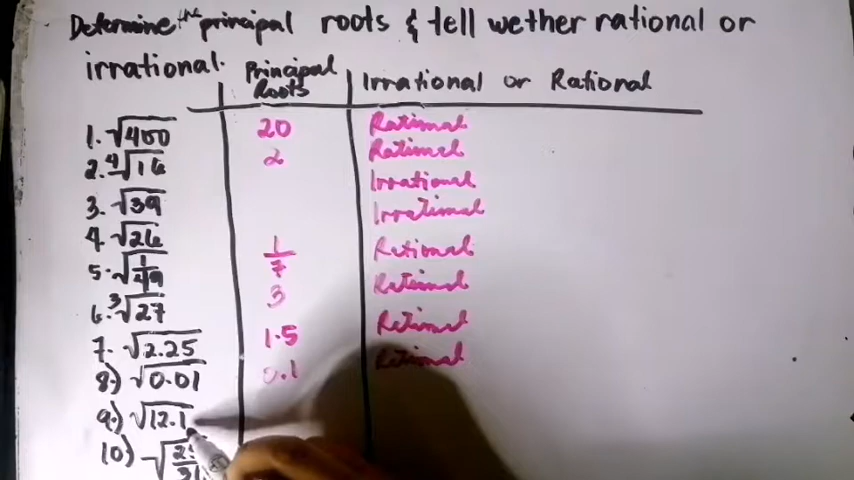 Determine the principal roots & tell wether rational or
irrational.
Principal Roots | Irrational or Rational
1. √400 20 Rational
2. ⁴√16 2 Rational
3. √39 Irrational
4. √26 Irrational
5. √1/49 1/7 Rational
6. ³√27 3 Rational
7. √2.25 1.5 Rational
8.) √0.01 0.1 Rational
9.) √12.1
10.) -√